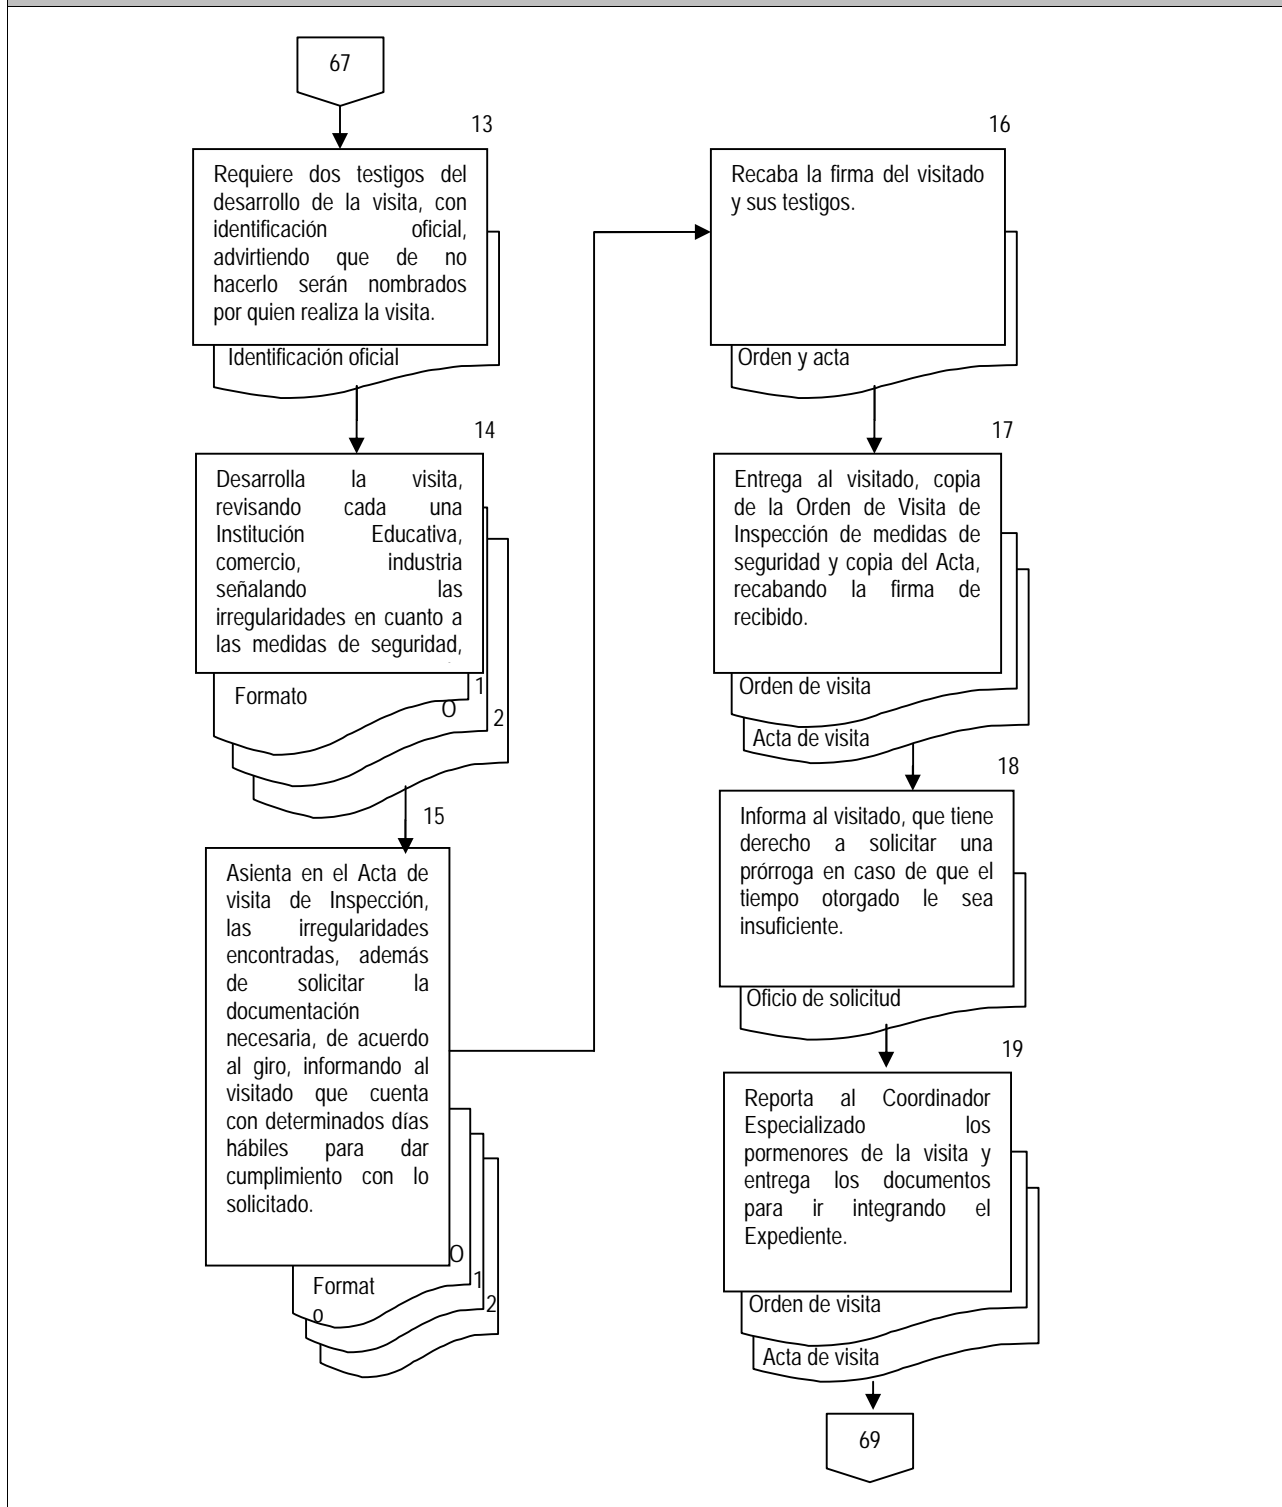 67
13
Requiere dos testigos del
desarrollo de la visita, con
identificación oficial,
advirtiendo que de no
hacerlo serán nombrados
por quien realiza la visita.
Identificación oficial
14
Desarrolla la visita,
revisando cada una
Institución Educativa,
comercio, industria
señalando las
irregularidades en cuanto a
las medidas de seguridad,
Formato
O
1
2
15
Asienta en el Acta de
visita de Inspección,
las irregularidades
encontradas, además
de solicitar la
documentación
necesaria, de acuerdo
al giro, informando al
visitado que cuenta
con determinados días
hábiles para dar
cumplimiento con lo
solicitado.
Format
o
O
1
2
16
Recaba la firma del visitado
y sus testigos.
Orden y acta
17
Entrega al visitado, copia
de la Orden de Visita de
Inspección de medidas de
seguridad y copia del Acta,
recabando la firma de
recibido.
Orden de visita
Acta de visita
18
Informa al visitado, que tiene
derecho a solicitar una
prórroga en caso de que el
tiempo otorgado le sea
insuficiente.
Oficio de solicitud
19
Reporta al Coordinador
Especializado los
pormenores de la visita y
entrega los documentos
para ir integrando el
Expediente.
Orden de visita
Acta de visita
69